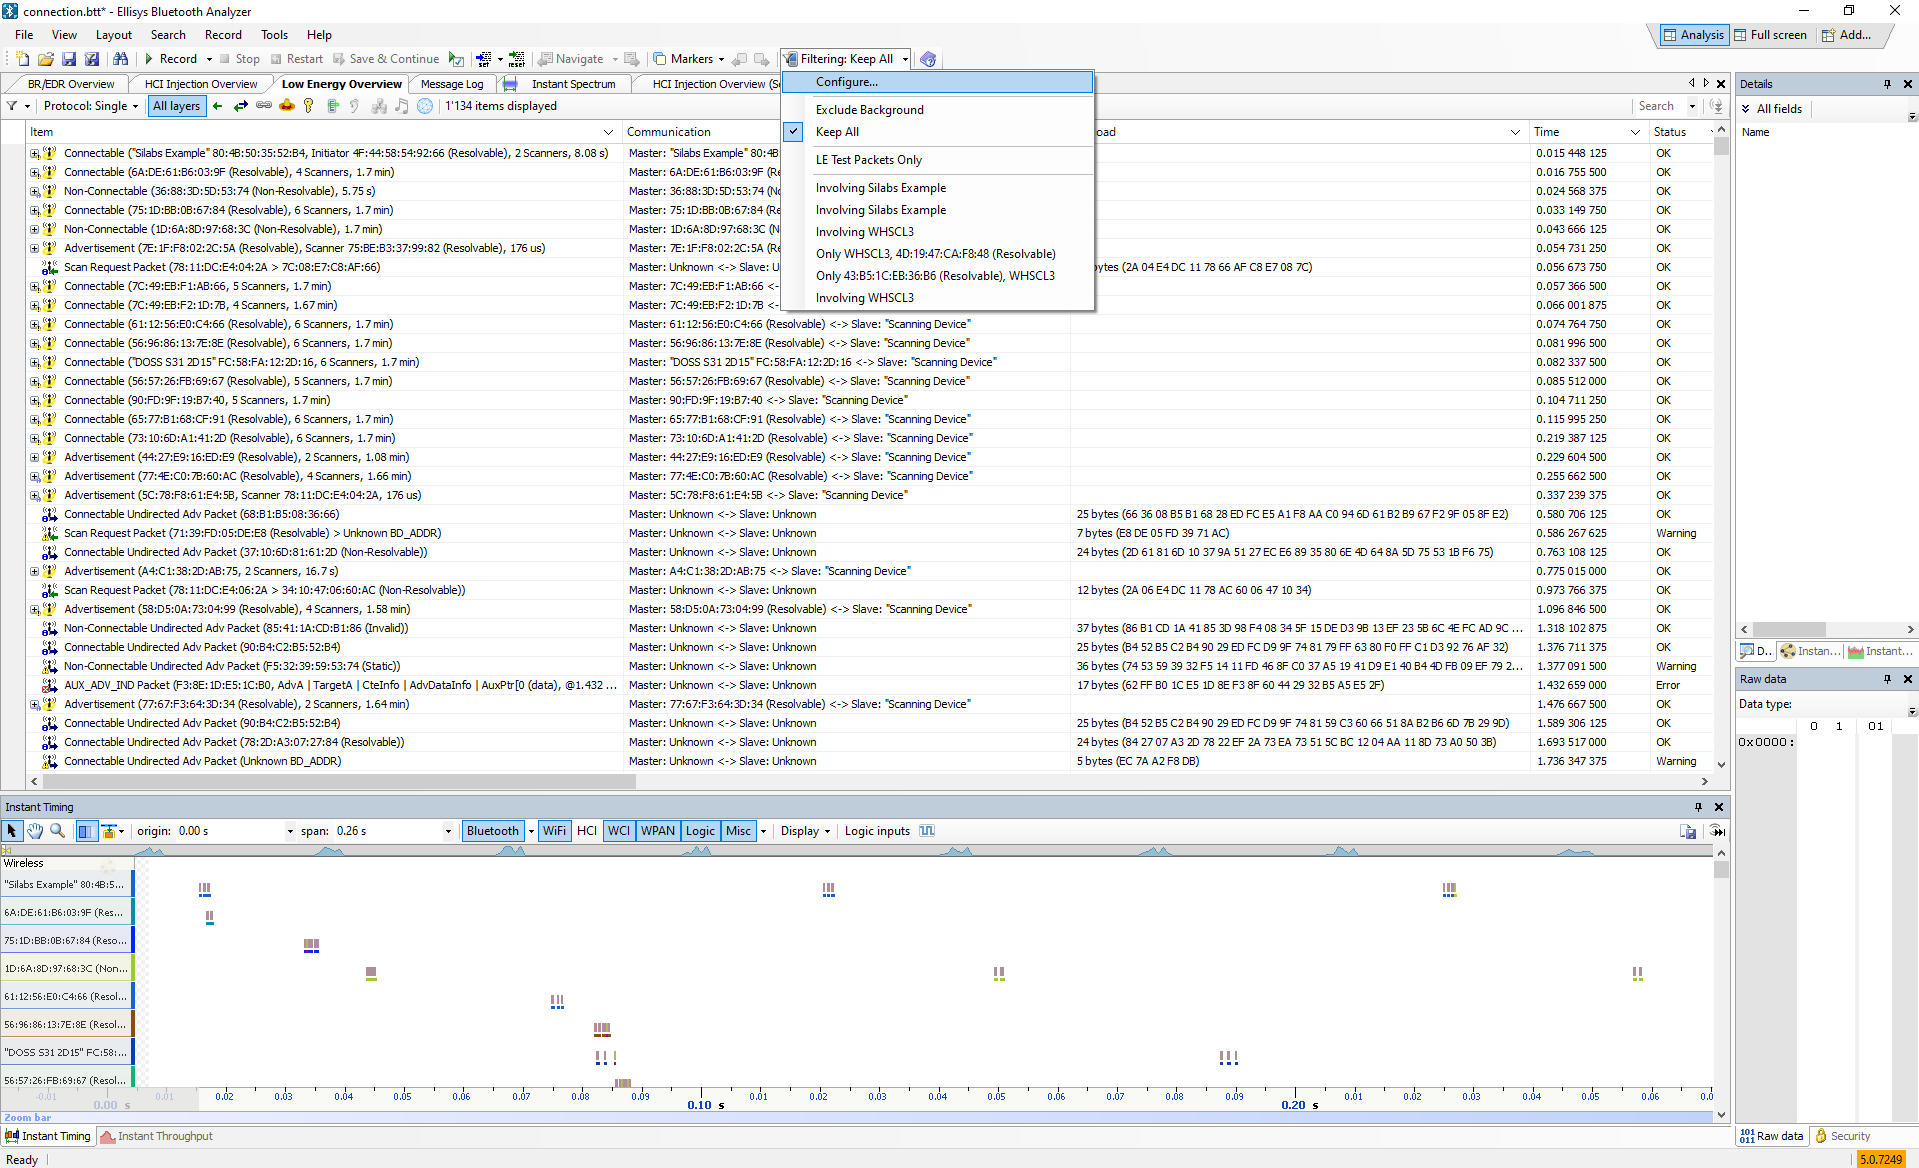 connection.btt* - Ellisys Bluetooth Analyzer
File View Layout Search Record Tools Help
Analysis Full screen Add...
Record Stop Restart Save & Continue Navigate Markers Filtering: Keep All
BR/EDR Overview HCI Injection Overview Low Energy Overview Message Log Instant Spectrum HCI Injection Overview (Se
Protocol: Single All layers 1'134 items displayed Search
Item Communication oad Time Status
Connectable ("Silabs Example" 80:4B:50:35:52:B4, Initiator 4F:44:58:54:92:66 (Resolvable), 2 Scanners, 8.08 s) Master: "Silabs Example" 80:4B 0.015 448 125 OK
Connectable (6A:DE:61:B6:03:9F (Resolvable), 4 Scanners, 1.7 min) Master: 6A:DE:61:B6:03:9F (Re 0.016 755 500 OK
Non-Connectable (36:88:3D:5D:53:74 (Non-Resolvable), 5.75 s) Master: 36:88:3D:5D:53:74 (No 0.024 568 375 OK
Connectable (75:1D:BB:0B:67:84 (Resolvable), 6 Scanners, 1.7 min) Master: 75:1D:BB:0B:67:84 (Re 0.033 149 750 OK
Non-Connectable (1D:6A:8D:97:68:3C (Non-Resolvable), 1.7 min) Master: 1D:6A:8D:97:68:3C (N 0.043 666 125 OK
Advertisement (7E:1F:F8:02:2C:5A (Resolvable), Scanner 75:BE:B3:37:99:82 (Resolvable), 176 us) Master: 7E:1F:F8:02:2C:5A (Re 0.054 731 250 OK
Scan Request Packet (78:11:DC:E4:04:2A > 7C:08:E7:C8:AF:66) Master: Unknown <-> Slave: U bytes (2A 04 E4 DC 11 78 66 AF C8 E7 08 7C) 0.056 673 750 OK
Connectable (7C:49:EB:F1:AB:66, 5 Scanners, 1.7 min) Master: 7C:49:EB:F1:AB:66 <- 0.057 366 500 OK
Connectable (7C:49:EB:F2:1D:7B, 4 Scanners, 1.67 min) Master: 7C:49:EB:F2:1D:7B <- 0.066 001 875 OK
Connectable (61:12:56:E0:C4:66 (Resolvable), 6 Scanners, 1.7 min) Master: 61:12:56:E0:C4:66 (Resolvable) <-> Slave: "Scanning Device" 0.074 764 750 OK
Connectable (56:96:86:13:7E:8E (Resolvable), 6 Scanners, 1.7 min) Master: 56:96:86:13:7E:8E (Resolvable) <-> Slave: "Scanning Device" 0.081 996 500 OK
Connectable ("DOSS S31 2D15" FC:58:FA:12:2D:16, 6 Scanners, 1.7 min) Master: "DOSS S31 2D15" FC:58:FA:12:2D:16 <-> Slave: "Scanning Device" 0.082 337 500 OK
Connectable (56:57:26:FB:69:67 (Resolvable), 5 Scanners, 1.7 min) Master: 56:57:26:FB:69:67 (Resolvable) <-> Slave: "Scanning Device" 0.085 512 000 OK
Connectable (90:FD:9F:19:B7:40, 5 Scanners, 1.7 min) Master: 90:FD:9F:19:B7:40 <-> Slave: "Scanning Device" 0.104 711 250 OK
Connectable (65:77:B1:68:CF:91 (Resolvable), 6 Scanners, 1.7 min) Master: 65:77:B1:68:CF:91 (Resolvable) <-> Slave: "Scanning Device" 0.115 995 250 OK
Connectable (73:10:6D:A1:41:2D (Resolvable), 6 Scanners, 1.7 min) Master: 73:10:6D:A1:41:2D (Resolvable) <-> Slave: "Scanning Device" 0.219 387 125 OK
Advertisement (44:27:E9:16:ED:E9 (Resolvable), 2 Scanners, 1.08 min) Master: 44:27:E9:16:ED:E9 (Resolvable) <-> Slave: "Scanning Device" 0.229 604 500 OK
Advertisement (77:4E:C0:7B:60:AC (Resolvable), 4 Scanners, 1.66 min) Master: 77:4E:C0:7B:60:AC (Resolvable) <-> Slave: "Scanning Device" 0.255 662 500 OK
Advertisement (5C:78:F8:61:E4:5B, Scanner 78:11:DC:E4:04:2A, 176 us) Master: 5C:78:F8:61:E4:5B <-> Slave: "Scanning Device" 0.337 239 375 OK
Connectable Undirected Adv Packet (68:B1:B5:08:36:66) Master: Unknown <-> Slave: Unknown 25 bytes (66 36 08 B5 B1 68 28 ED FC E5 A1 F8 AA C0 94 6D 61 B2 B9 67 F2 9F 05 8F E2) 0.580 706 125 OK
Scan Request Packet (71:39:FD:05:DE:E8 (Resolvable) > Unknown BD_ADDR) Master: Unknown <-> Slave: Unknown 7 bytes (E8 DE 05 FD 39 71 AC) 0.586 267 625 Warning
Connectable Undirected Adv Packet (37:10:6D:81:61:2D (Non-Resolvable)) Master: Unknown <-> Slave: Unknown 24 bytes (2D 61 81 6D 10 37 9A 51 27 EC E6 89 35 80 6E 4D 64 8A 5D 75 53 1B F6 75) 0.763 108 125 OK
Advertisement (A4:C1:38:2D:AB:75, 2 Scanners, 16.7 s) Master: A4:C1:38:2D:AB:75 <-> Slave: "Scanning Device" 0.775 015 000 OK
Scan Request Packet (78:11:DC:E4:06:2A > 34:10:47:06:60:AC (Non-Resolvable)) Master: Unknown <-> Slave: Unknown 12 bytes (2A 06 E4 DC 11 78 AC 60 06 47 10 34) 0.973 766 375 OK
Advertisement (58:D5:0A:73:04:99 (Resolvable), 4 Scanners, 1.58 min) Master: 58:D5:0A:73:04:99 (Resolvable) <-> Slave: "Scanning Device" 1.096 846 500 OK
Non-Connectable Undirected Adv Packet (85:41:1A:CD:B1:86 (Invalid)) Master: Unknown <-> Slave: Unknown 37 bytes (86 B1 CD 1A 41 85 3D 98 F4 08 34 5F 15 DE D3 9B 13 EF 23 5B 6C 4E FC AD 9C ... 1.318 102 875 OK
Connectable Undirected Adv Packet (90:B4:C2:B5:52:B4) Master: Unknown <-> Slave: Unknown 25 bytes (B4 52 B5 C2 B4 90 29 ED FC D9 9F 74 81 79 FF 63 80 F0 FF C1 D3 92 76 AF 32) 1.376 711 375 OK
Non-Connectable Undirected Adv Packet (F5:32:39:59:53:74 (Static)) Master: Unknown <-> Slave: Unknown 36 bytes (74 53 59 39 32 F5 14 11 FD 46 8F C0 37 A5 19 41 D9 E1 40 B4 4D FB 09 EF 79 2... 1.377 091 500 Warning
AUX_ADV_IND Packet (F3:8E:1D:E5:1C:B0, AdvA | TargetA | CteInfo | AdvDataInfo | AuxPtr[0 (data), @1.432 ... Master: Unknown <-> Slave: Unknown 17 bytes (62 FF B0 1C E5 1D 8E F3 8F 60 44 29 32 B5 A5 E5 2F) 1.432 659 000 Error
Advertisement (77:67:F3:64:3D:34 (Resolvable), 2 Scanners, 1.64 min) Master: 77:67:F3:64:3D:34 (Resolvable) <-> Slave: "Scanning Device" 1.476 667 500 OK
Connectable Undirected Adv Packet (90:B4:C2:B5:52:B4) Master: Unknown <-> Slave: Unknown 25 bytes (B4 52 B5 C2 B4 90 29 ED FC D9 9F 74 81 59 C3 60 66 51 8A B2 B6 6D 7B 29 9D) 1.589 306 125 OK
Connectable Undirected Adv Packet (78:2D:A3:07:27:84 (Resolvable)) Master: Unknown <-> Slave: Unknown 24 bytes (84 27 07 A3 2D 78 22 EF 2A 73 EA 73 51 5C BC 12 04 AA 11 8D 73 A0 50 3B) 1.693 517 000 OK
Connectable Undirected Adv Packet (Unknown BD_ADDR) Master: Unknown <-> Slave: Unknown 5 bytes (EC 7A A2 F8 DB) 1.736 347 375 Warning
Configure...
Exclude Background
Keep All
LE Test Packets Only
Involving Silabs Example
Involving Silabs Example
Involving WHSCL3
Only WHSCL3, 4D:19:47:CA:F8:48 (Resolvable)
Only 43:B5:1C:EB:36:B6 (Resolvable), WHSCL3
Involving WHSCL3
Details
All fields
Name
D.. Instan... Instant...
Raw data
Data type:
0 1 01
0x0000:
Instant Timing
origin: 0.00 s span: 0.26 s Bluetooth WiFi HCI WCI WPAN Logic Misc Display Logic inputs
Wireless
"Silabs Example" 80:4B:5...
6A:DE:61:B6:03:9F (Res...
75:1D:BB:0B:67:84 (Reso...
1D:6A:8D:97:68:3C (Non...
61:12:56:E0:C4:66 (Resol...
56:96:86:13:7E:8E (Resol...
"DOSS S31 2D15" FC:58:...
56:57:26:FB:69:67 (Resol...
-0.01 0.01 0.02 0.03 0.04 0.05 0.06 0.07 0.08 0.09 0.01 0.02 0.03 0.04 0.05 0.06 0.07 0.08 0.09 0.01 0.02 0.03 0.04 0.05 0.06 0.0
0.00 s 0.10 s 0.20 s
Zoom bar
Instant Timing Instant Throughput
101 011 Raw data Security
Ready 5.0.7249